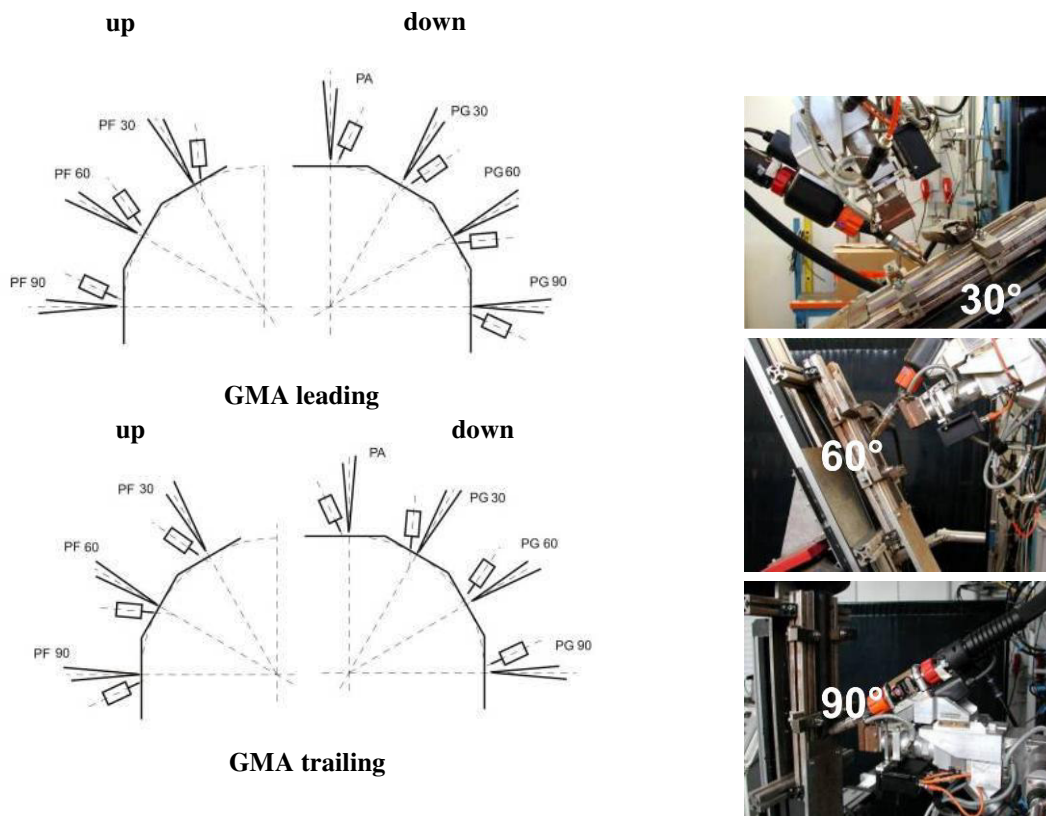 up down
PA
PF 30
PG 30
PF 60
PG 60
PF 90
PG 90
GMA leading
up down
PA
PF 30
PG 30
PF 60
PG 60
PF 90
PG 90
GMA trailing
30°
60°
90°